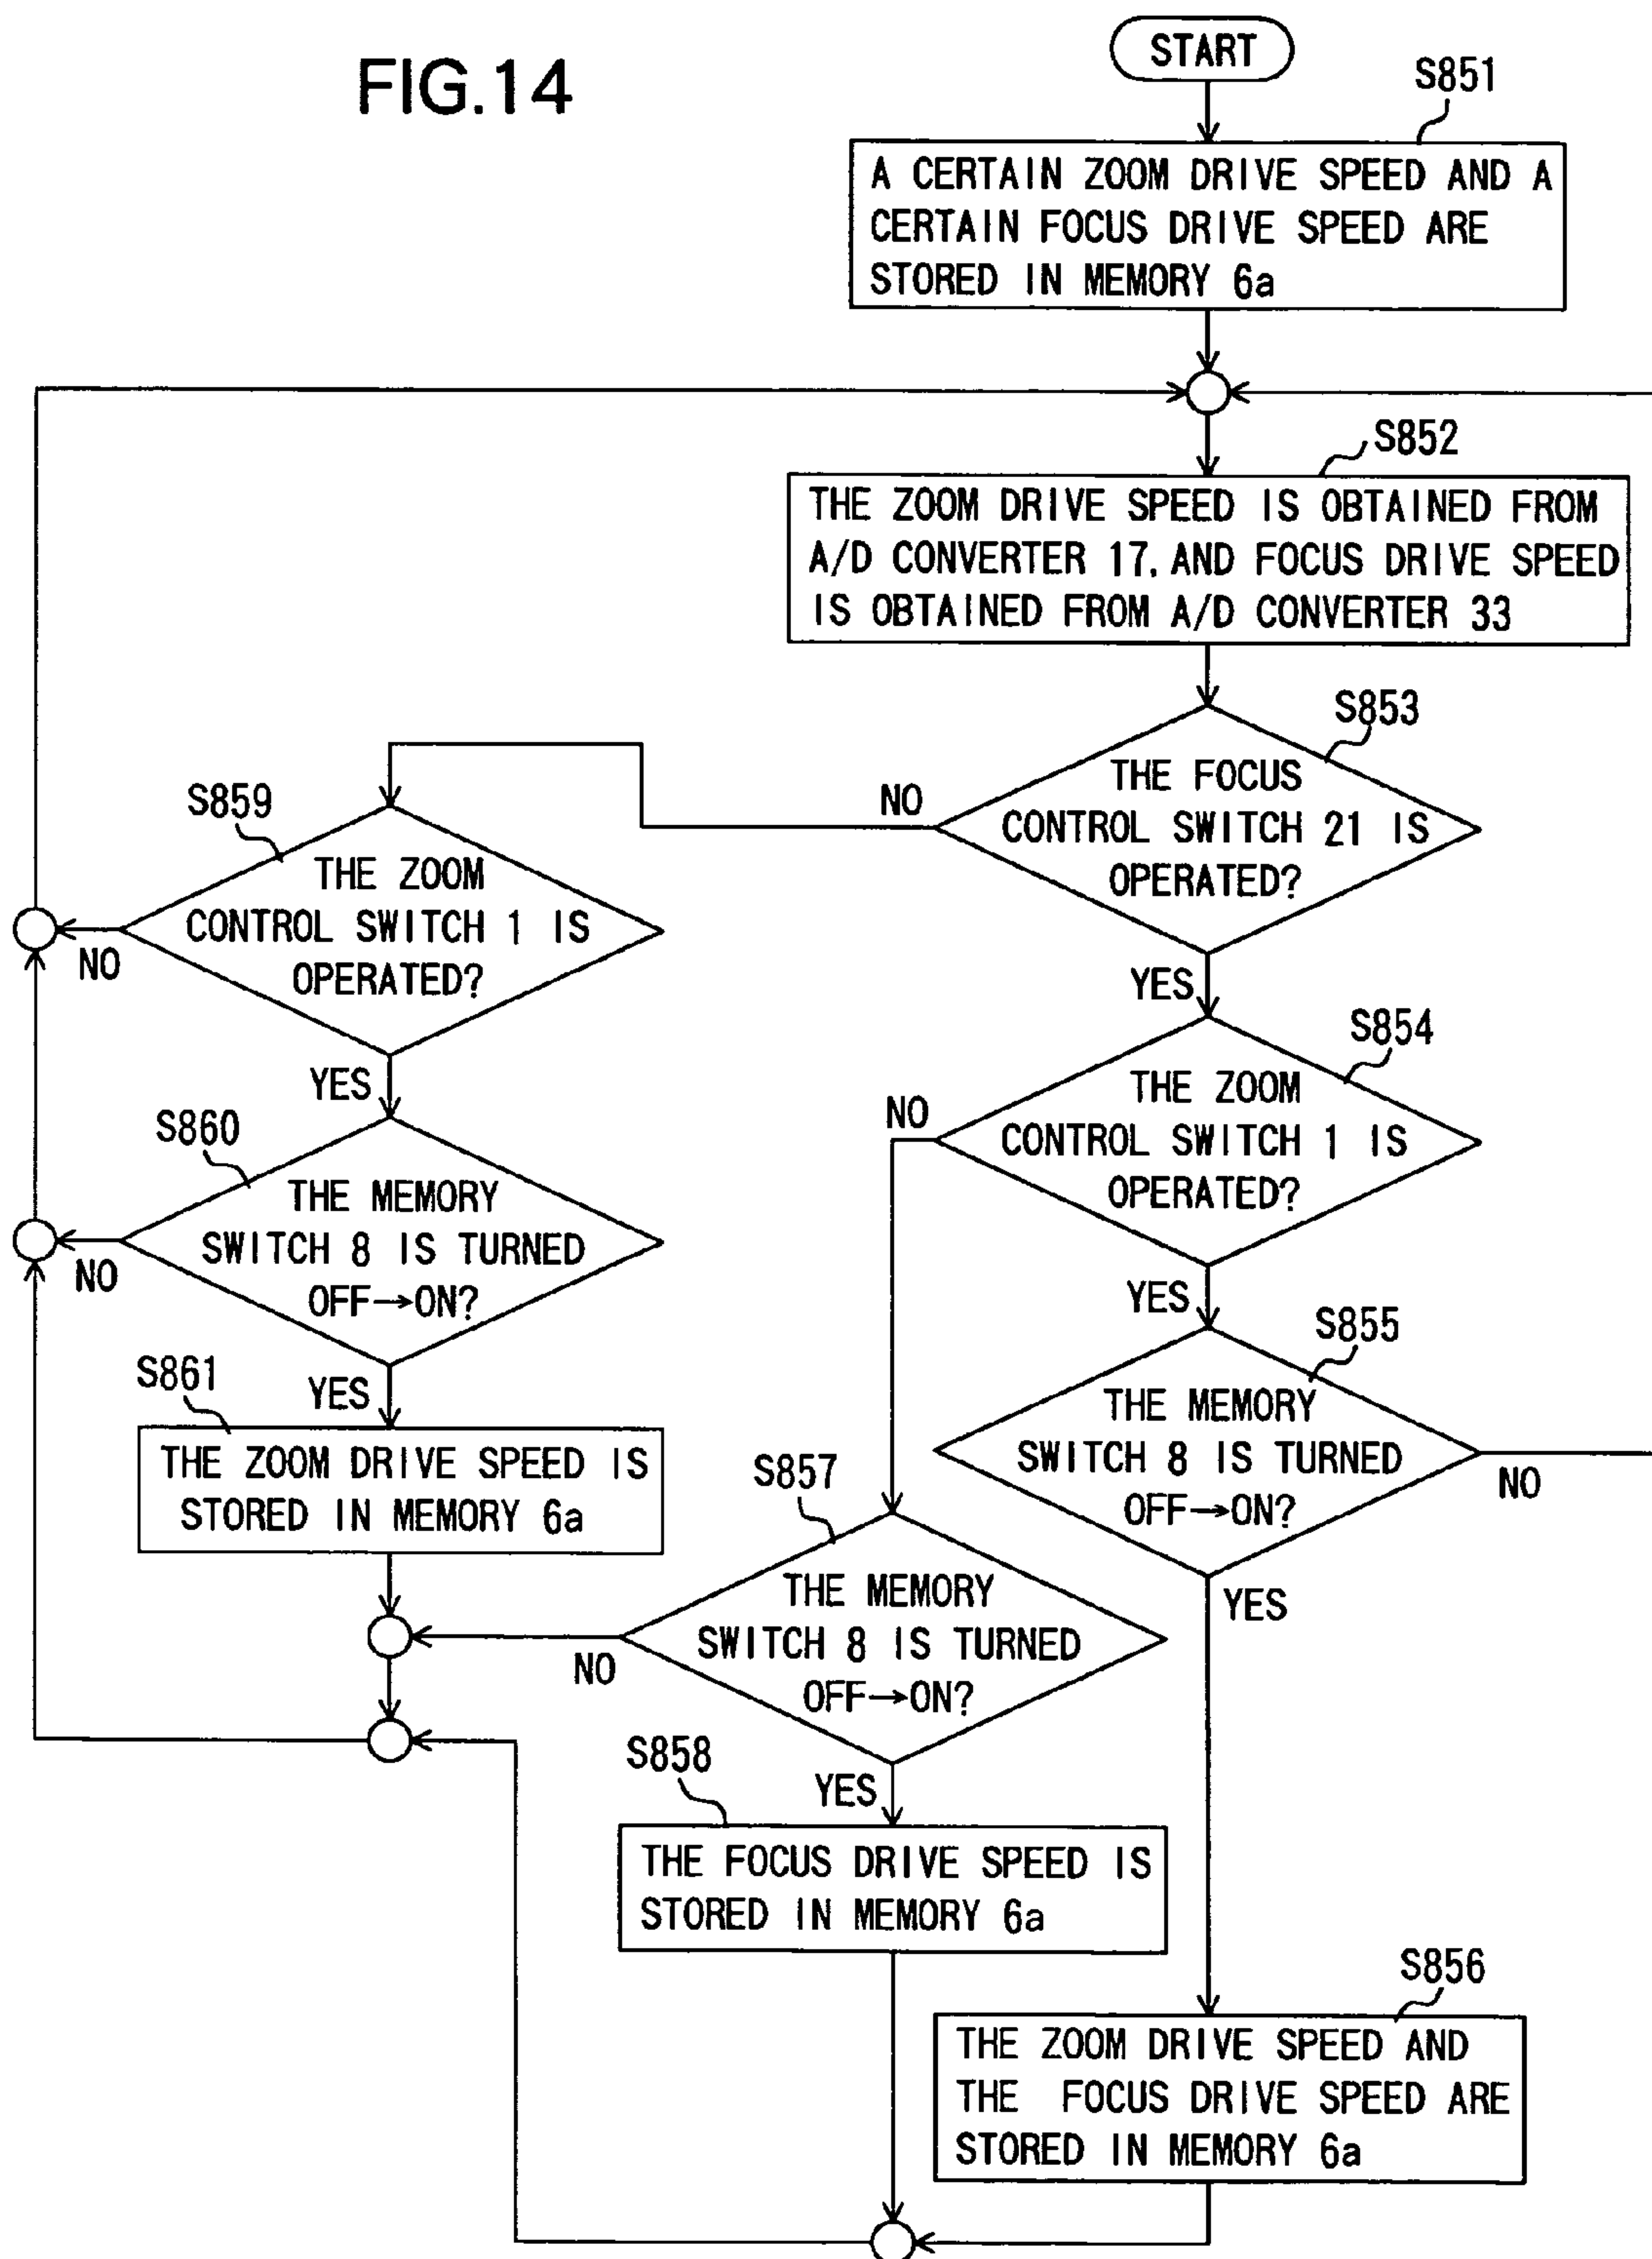 FIG.14
START
S851
A CERTAIN ZOOM DRIVE SPEED AND A
CERTAIN FOCUS DRIVE SPEED ARE
STORED IN MEMORY 6a
S852
THE ZOOM DRIVE SPEED IS OBTAINED FROM
A/D CONVERTER 17, AND FOCUS DRIVE SPEED
IS OBTAINED FROM A/D CONVERTER 33
S853
THE FOCUS
CONTROL SWITCH 21 IS
OPERATED?
NO
YES
S859
THE ZOOM
CONTROL SWITCH 1 IS
OPERATED?
NO
YES
S854
THE ZOOM
CONTROL SWITCH 1 IS
OPERATED?
NO
YES
S860
THE MEMORY
SWITCH 8 IS TURNED
OFF→ON?
NO
YES
S855
THE MEMORY
SWITCH 8 IS TURNED
OFF→ON?
NO
YES
S861
THE ZOOM DRIVE SPEED IS
STORED IN MEMORY 6a
S857
THE MEMORY
SWITCH 8 IS TURNED
OFF→ON?
NO
YES
S858
THE FOCUS DRIVE SPEED IS
STORED IN MEMORY 6a
S856
THE ZOOM DRIVE SPEED AND
THE FOCUS DRIVE SPEED ARE
STORED IN MEMORY 6a